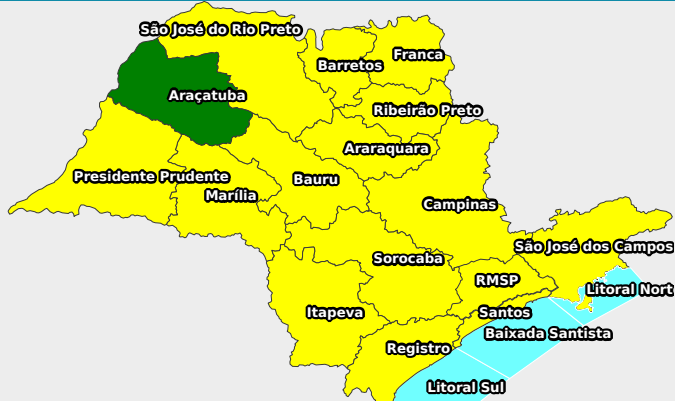 São José do Rio Preto
Franca
Barretos
Araçatuba
Ribeirão Preto
Araraquara
Presidente Prudente
Bauru
Marília
Campinas
São José dos Campos
Sorocaba
RMSP
Litoral Nort
Itapeva
Santos
Baixada Santista
Registro
Litoral Sul